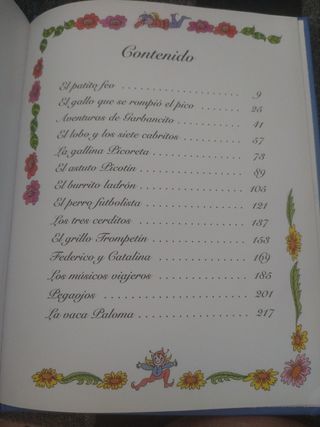 Contenido
El patito feo . . . . . . . . . . . . . . . . . . . . 9
El gallo que se rompió el pico . . . . . . . . . . 25
Aventuras de Garbancito . . . . . . . . . . . . . 41
El lobo y los siete cabritos . . . . . . . . . . . . 57
La gallina Picoreta . . . . . . . . . . . . . . . . 73
El astuto Picotín . . . . . . . . . . . . . . . . . 89
El burrito ladrón . . . . . . . . . . . . . . . . . 105
El perro futbolista . . . . . . . . . . . . . . . . 121
Los tres cerditos . . . . . . . . . . . . . . . . . 137
El grillo Trompetín . . . . . . . . . . . . . . . . 153
Federico y Catalina . . . . . . . . . . . . . . . . 169
Los músicos viajeros . . . . . . . . . . . . . . . 185
Pegaojos . . . . . . . . . . . . . . . . . . . . . 201
La vaca Paloma . . . . . . . . . . . . . . . . . . 217